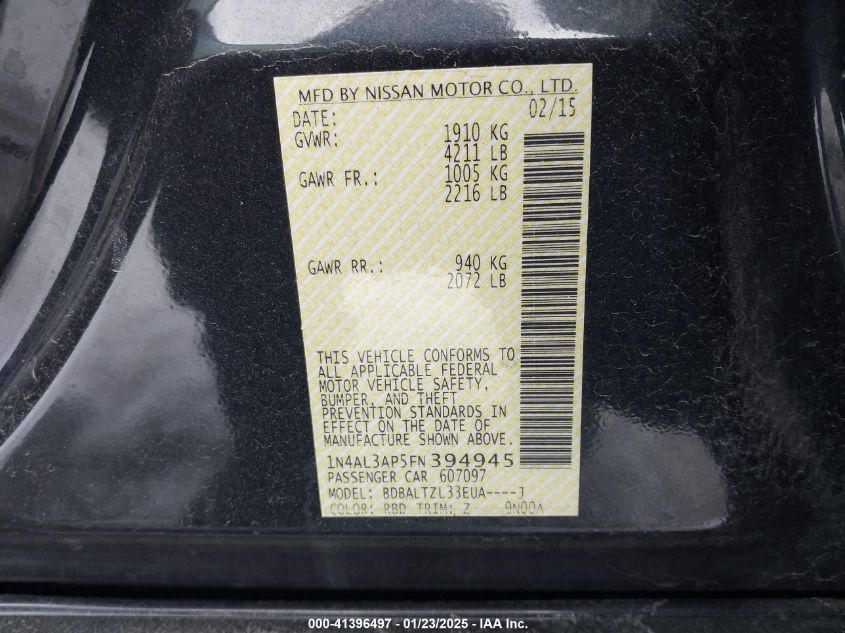 MFD BY NISSAN MOTOR CO., LTD.
DATE: 02/15
GVWR: 1910 KG
4211 LB
GAWR FR.: 1005 KG
2216 LB
GAWR RR.: 940 KG
2072 LB
THIS VEHICLE CONFORMS TO
ALL APPLICABLE FEDERAL
MOTOR VEHICLE SAFETY,
BUMPER, AND THEFT
PREVENTION STANDARDS IN
EFFECT ON THE DATE OF
MANUFACTURE SHOWN ABOVE.
1N4AL3AP5FN394945
PASSENGER CAR 607097
MODEL: BDBALTZL33EUA----J
COLOR: RBD TRIM: Z 9N00A
000-41396497 - 01/23/2025 - IAA Inc.